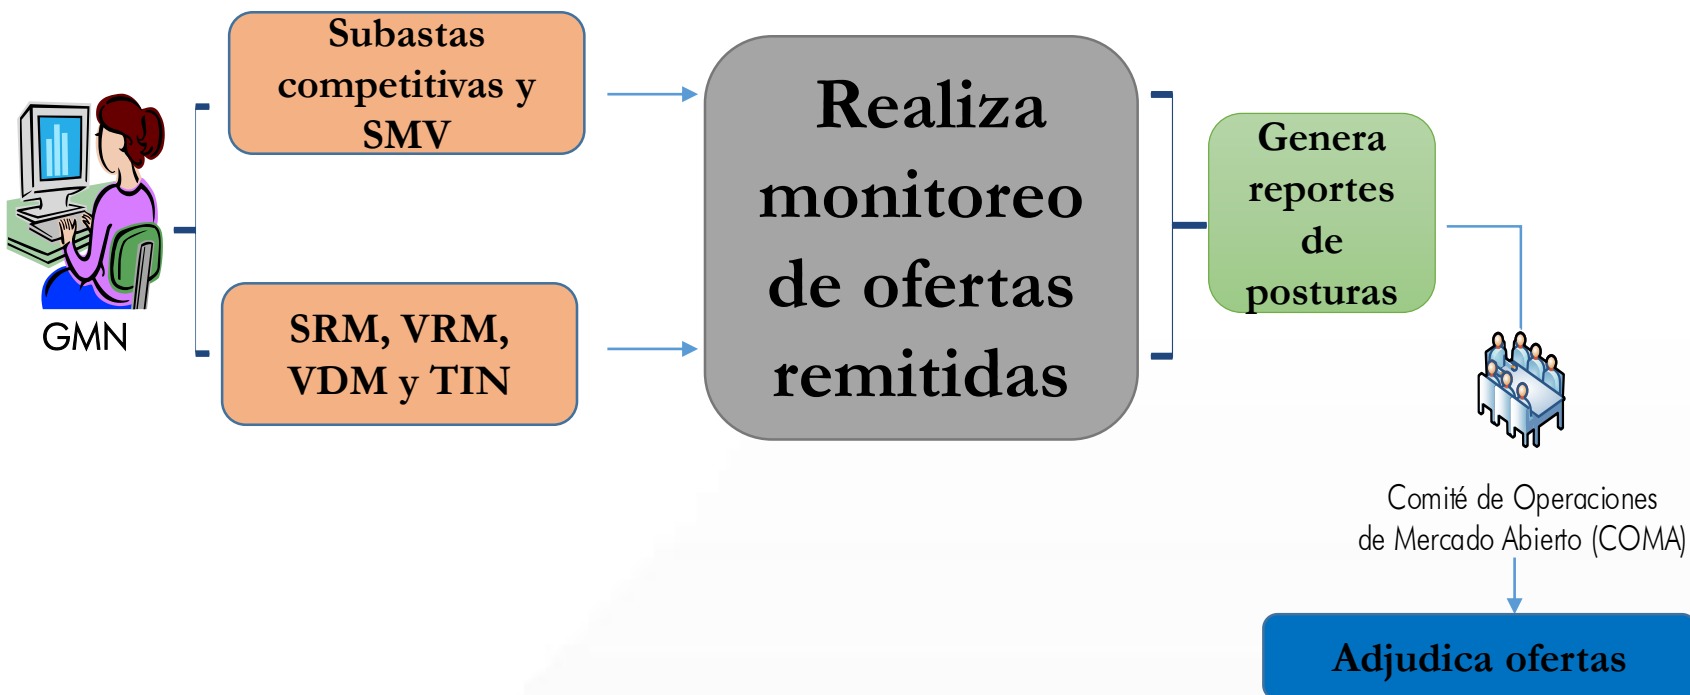 Subastas
competitivas y
SMV
GMN
SRM, VRM,
VDM y TIN
Realiza
monitoreo
de ofertas
remitidas
Genera
reportes
de
posturas
Comité de Operaciones
de Mercado Abierto (COMA)
Adjudica ofertas